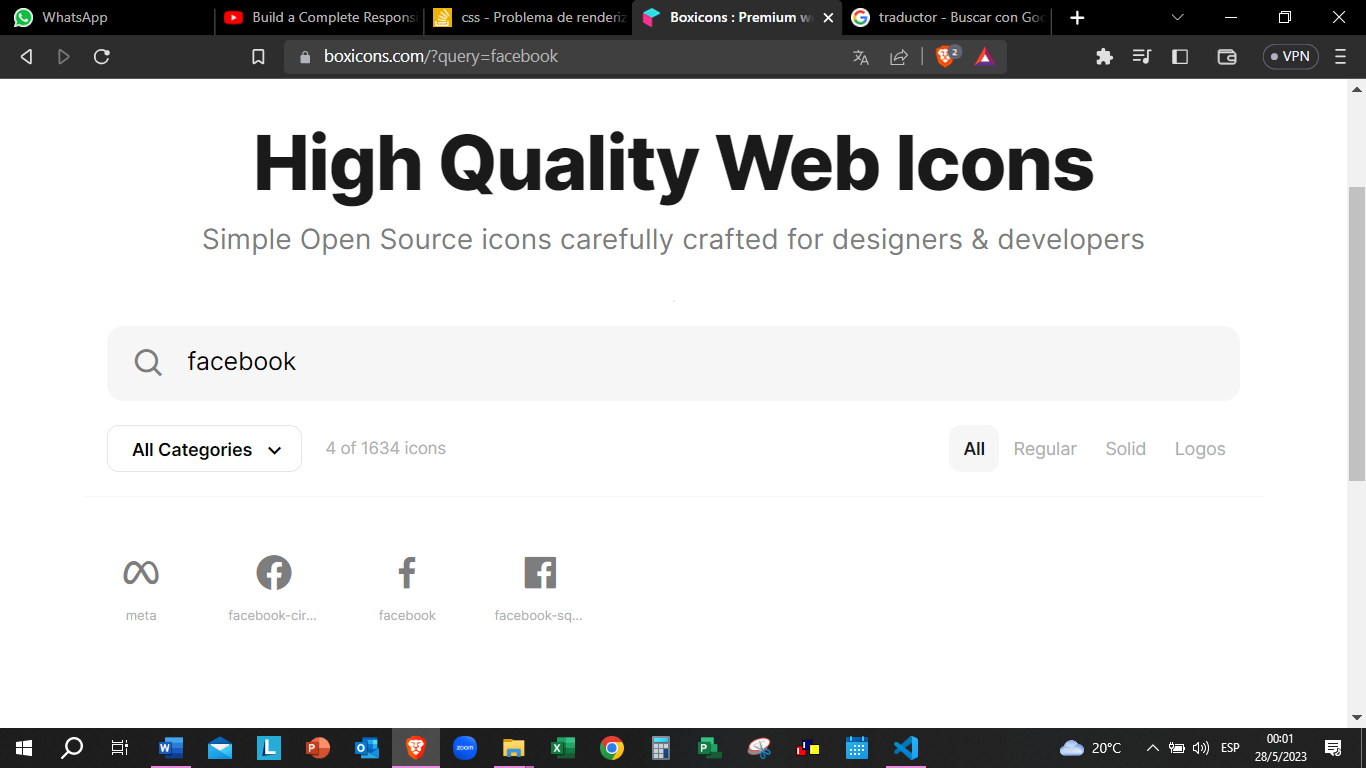 WhatsApp
Build a Complete Responsi
css - Problema de renderiz
Boxicons : Premium w
traductor - Buscar con Goo
boxicons.com/?query=facebook
2
VPN
High Quality Web Icons
Simple Open Source icons carefully crafted for designers & developers
facebook
All Categories
4 of 1634 icons
All
Regular
Solid
Logos
meta
facebook-cir...
facebook
facebook-sq...
zoom
20°C
ESP
00:01
28/5/2023